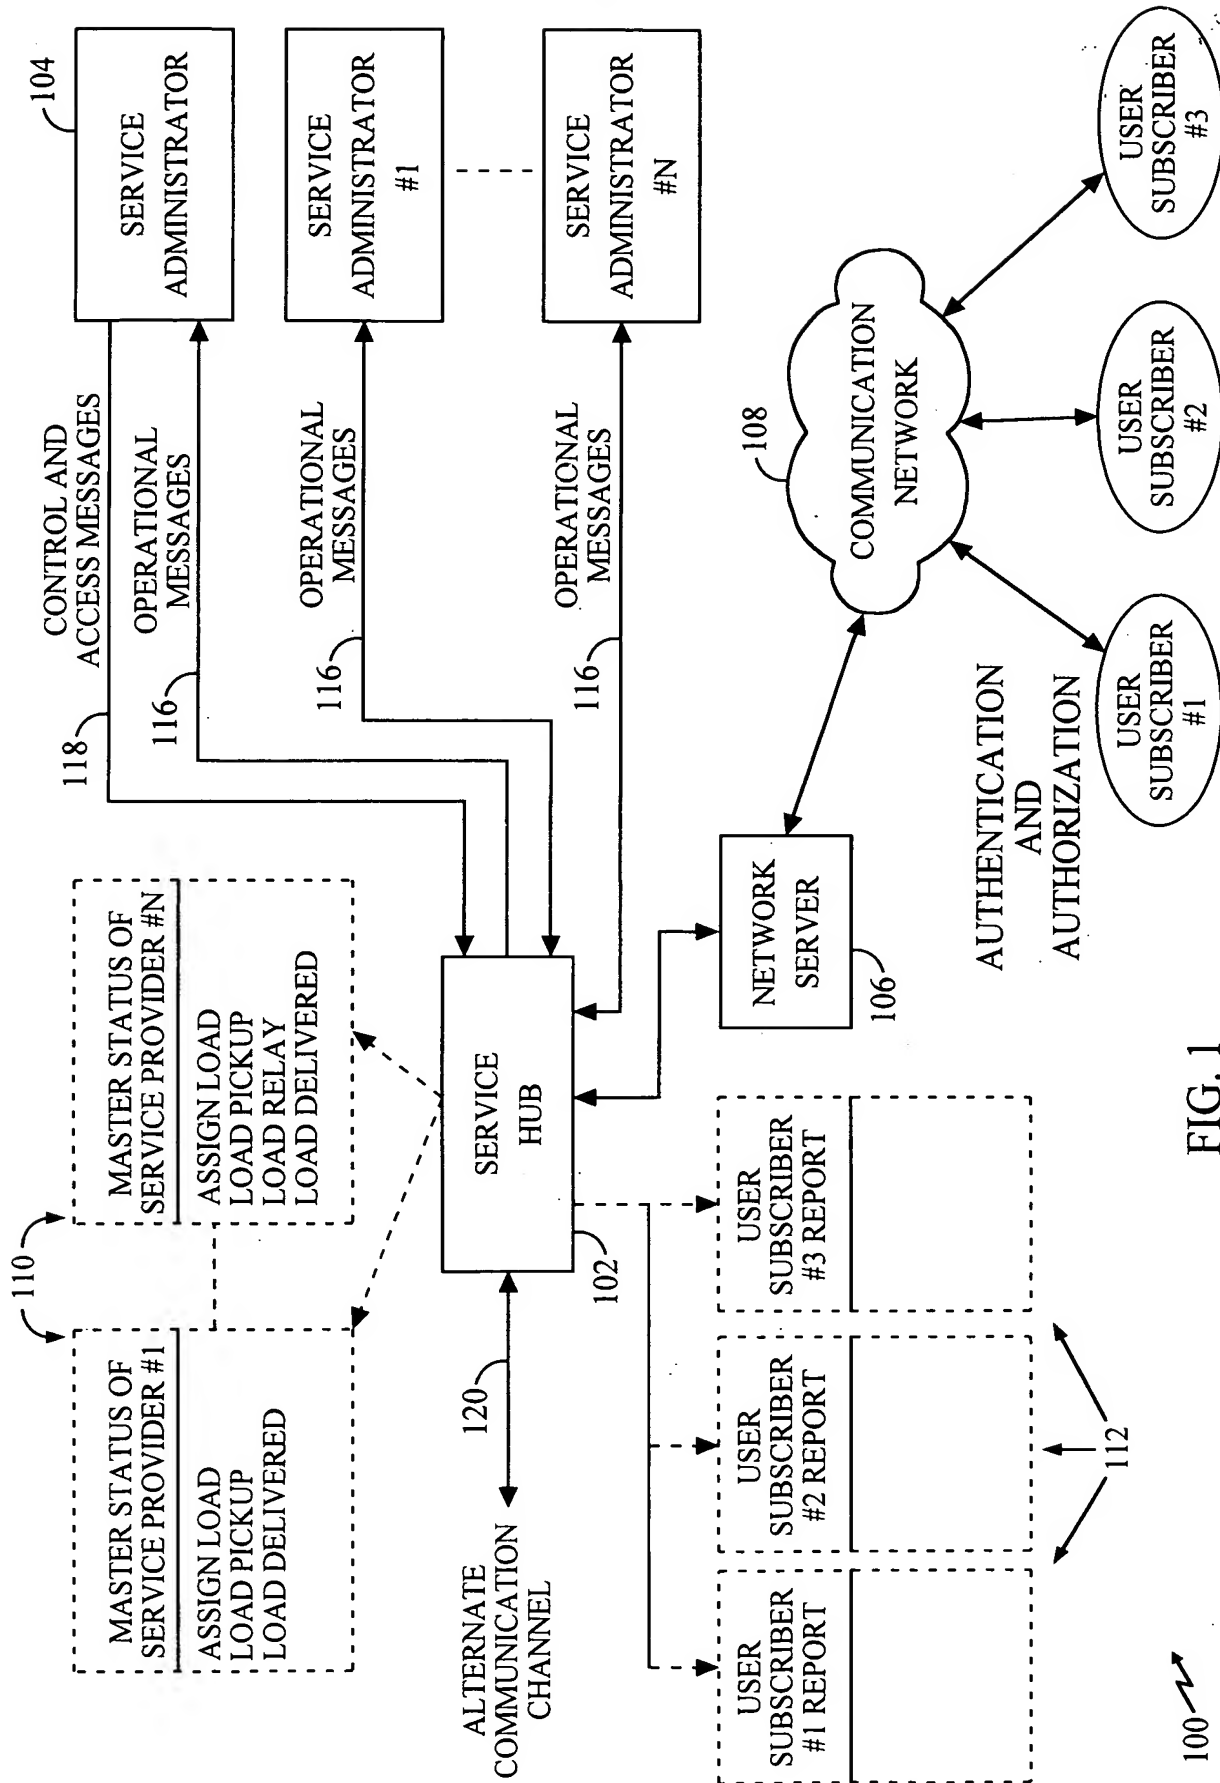 MASTER STATUS OF
SERVICE PROVIDER #1
ASSIGN LOAD
LOAD PICKUP
LOAD DELIVERED
110
MASTER STATUS OF
SERVICE PROVIDER #N
ASSIGN LOAD
LOAD PICKUP
LOAD RELAY
LOAD DELIVERED
118
CONTROL AND
ACCESS MESSAGES
104
SERVICE
ADMINISTRATOR
116
OPERATIONAL
MESSAGES
SERVICE
ADMINISTRATOR
#1
116
OPERATIONAL
MESSAGES
SERVICE
ADMINISTRATOR
#N
116
OPERATIONAL
MESSAGES
ALTERNATE
COMMUNICATION
CHANNEL
120
SERVICE
HUB
102
USER
SUBSCRIBER
#1 REPORT
USER
SUBSCRIBER
#2 REPORT
USER
SUBSCRIBER
#3 REPORT
112
NETWORK
SERVER
106
108
COMMUNICATION
NETWORK
AUTHENTICATION
AND
AUTHORIZATION
USER
SUBSCRIBER
#1
USER
SUBSCRIBER
#2
USER
SUBSCRIBER
#3
100
FIG. 1